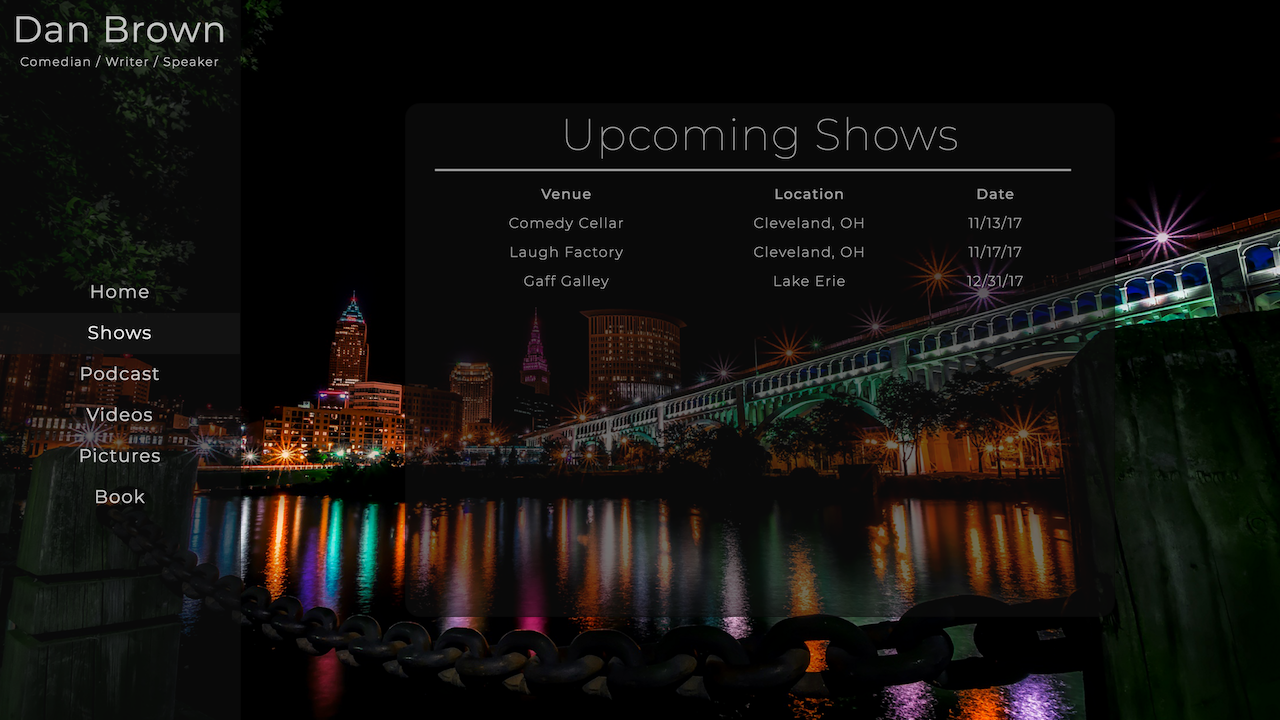 Dan Brown
Comedian / Writer / Speaker
Home
Shows
Podcast
Videos
Pictures
Book
Upcoming Shows
Venue Location Date
Comedy Cellar Cleveland, OH 11/13/17
Laugh Factory Cleveland, OH 11/17/17
Gaff Galley Lake Erie 12/31/17